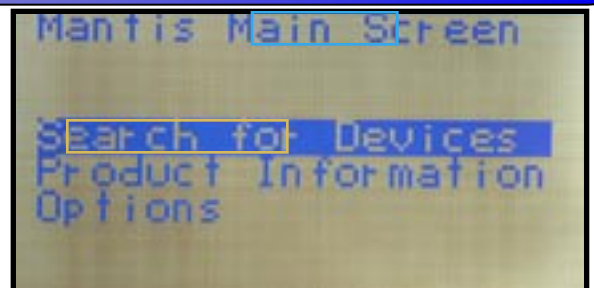 Mantis Main Screen
Search for Devices
Product Information
Options